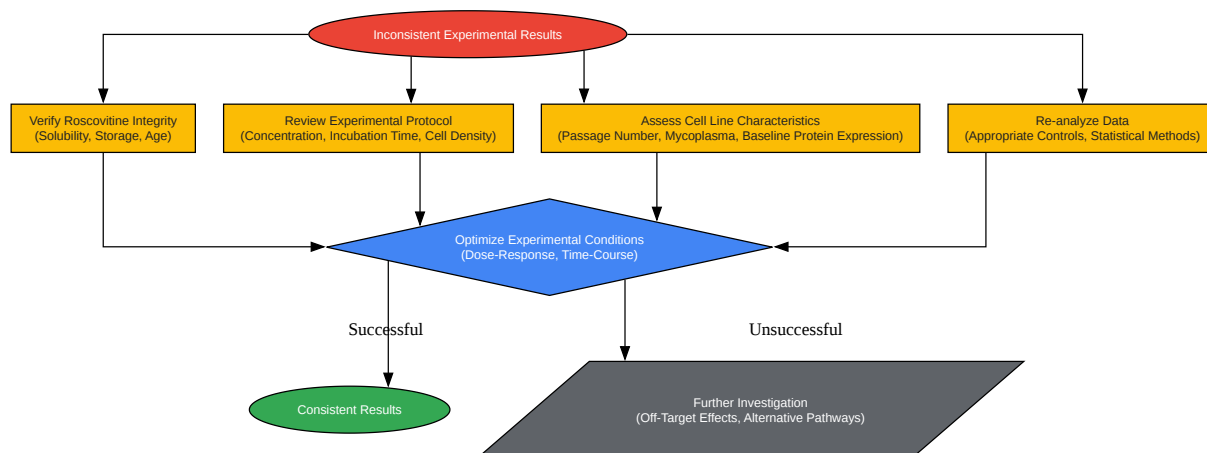 Inconsistent Experimental Results
Verify Roscovitine Integrity
(Solubility, Storage, Age)
Review Experimental Protocol
(Concentration, Incubation Time, Cell Density)
Assess Cell Line Characteristics
(Passage Number, Mycoplasma, Baseline Protein Expression)
Re-analyze Data
(Appropriate Controls, Statistical Methods)
Optimize Experimental Conditions
(Dose-Response, Time-Course)
Successful
Unsuccessful
Consistent Results
Further Investigation
(Off-Target Effects, Alternative Pathways)